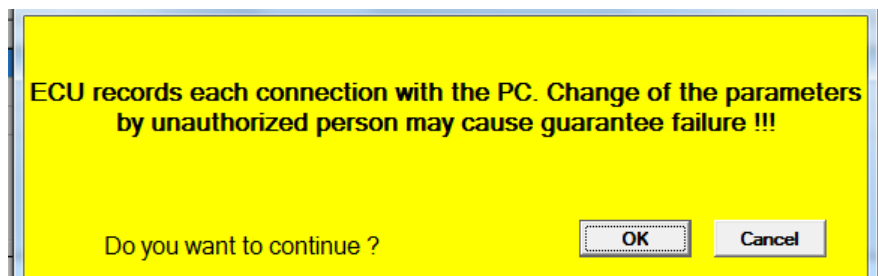 ECU records each connection with the PC. Change of the parameters
by unauthorized person may cause guarantee failure !!!
Do you want to continue ?
OK
Cancel